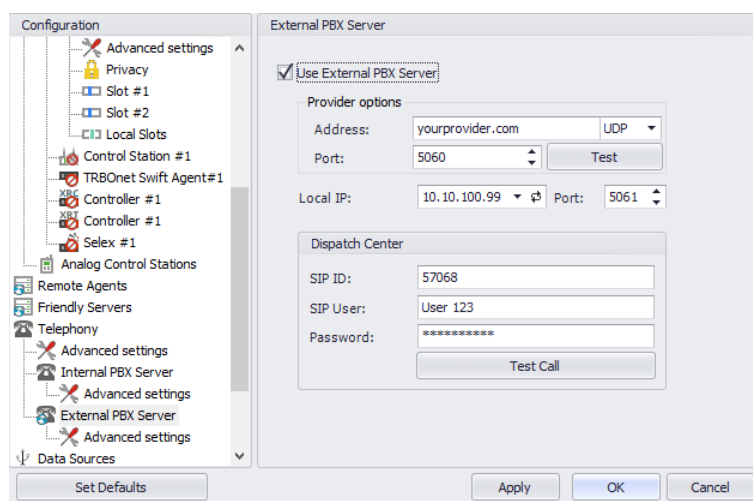 Configuration
Advanced settings
Privacy
Slot #1
Slot #2
Local Slots
Control Station #1
TRBOnet Swift Agent#1
XRC
Controller #1
XRT
Controller #1
Selex #1
Analog Control Stations
Remote Agents
Friendly Servers
Telephony
Advanced settings
Internal PBX Server
Advanced settings
External PBX Server
Advanced settings
Data Sources
Set Defaults
External PBX Server
Use External PBX Server
Provider options
Address: yourprovider.com UDP
Port: 5060 Test
Local IP: 10.10.100.99 Port: 5061
Dispatch Center
SIP ID: 57068
SIP User: User 123
Password: **********
Test Call
Apply OK Cancel